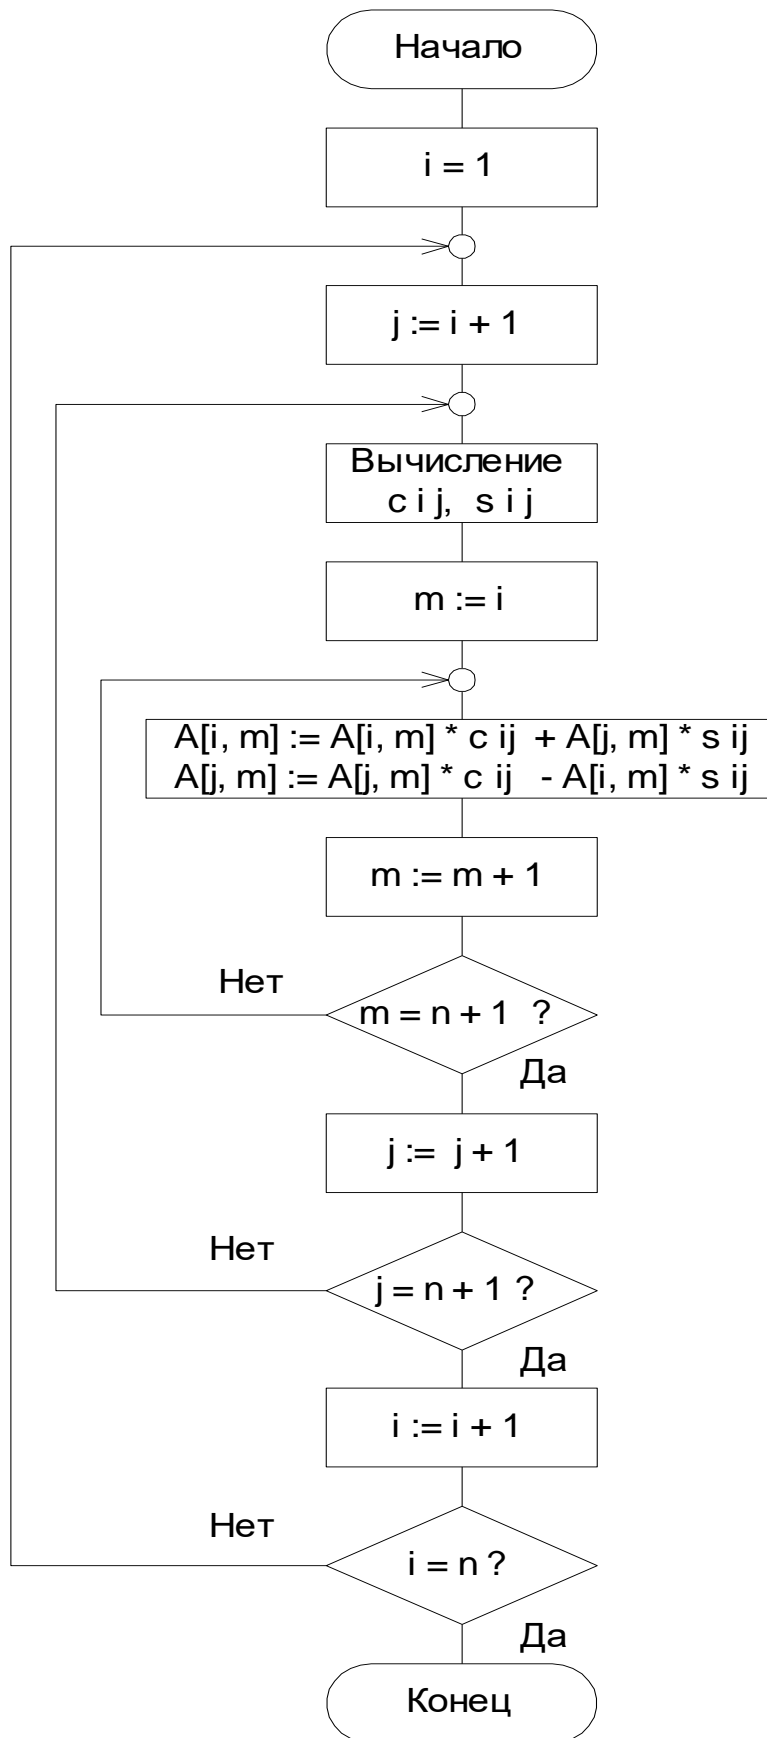 Начало
i = 1
j := i + 1
Вычисление
c i j, s i j
m := i
A[i, m] := A[i, m] * c ij + A[j, m] * s ij
A[j, m] := A[j, m] * c ij - A[i, m] * s ij
m := m + 1
Нет
m = n + 1 ?
Да
j := j + 1
Нет
j = n + 1 ?
Да
i := i + 1
Нет
i = n ?
Да
Конец